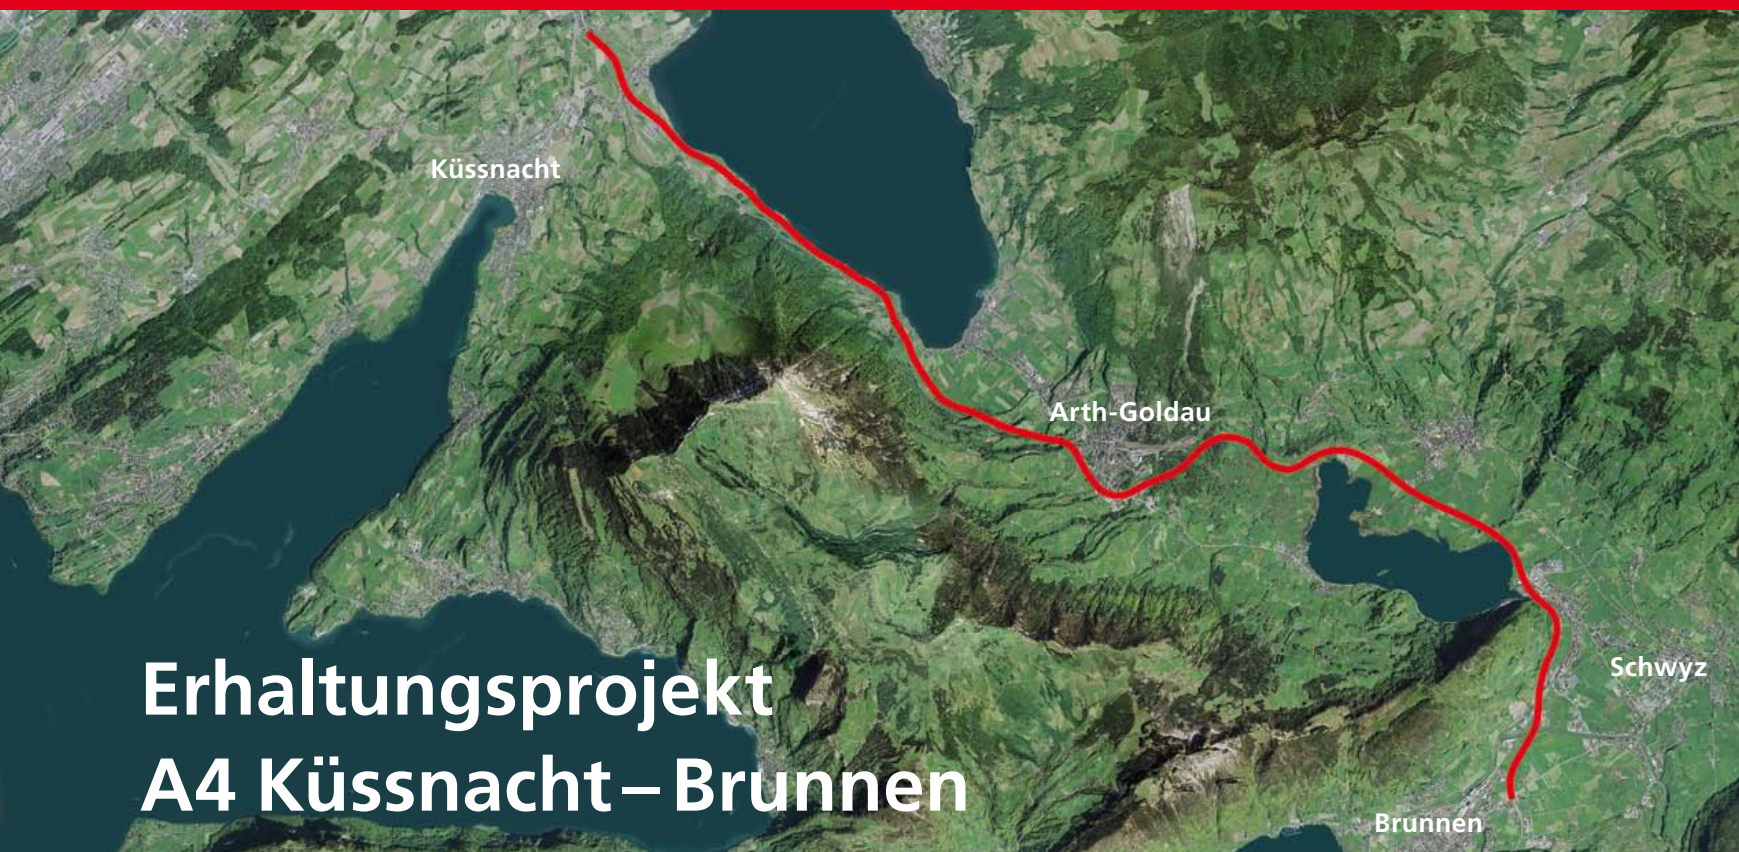 Küssnacht
Arth-Goldau
Erhaltungsprojekt
Schwyz
A4 Küssnacht – Brunnen
Brunnen